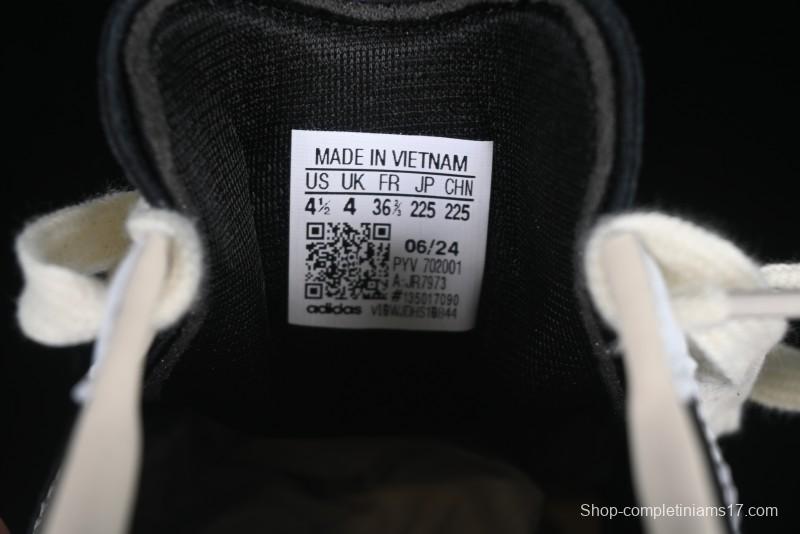 MADE IN VIETNAM
US UK FR JP CHN
4½ 4 36⅔ 225 225
06/24
PYV 702001
A:JR7973
#135017090
adidas
Shop-completiniams17.com